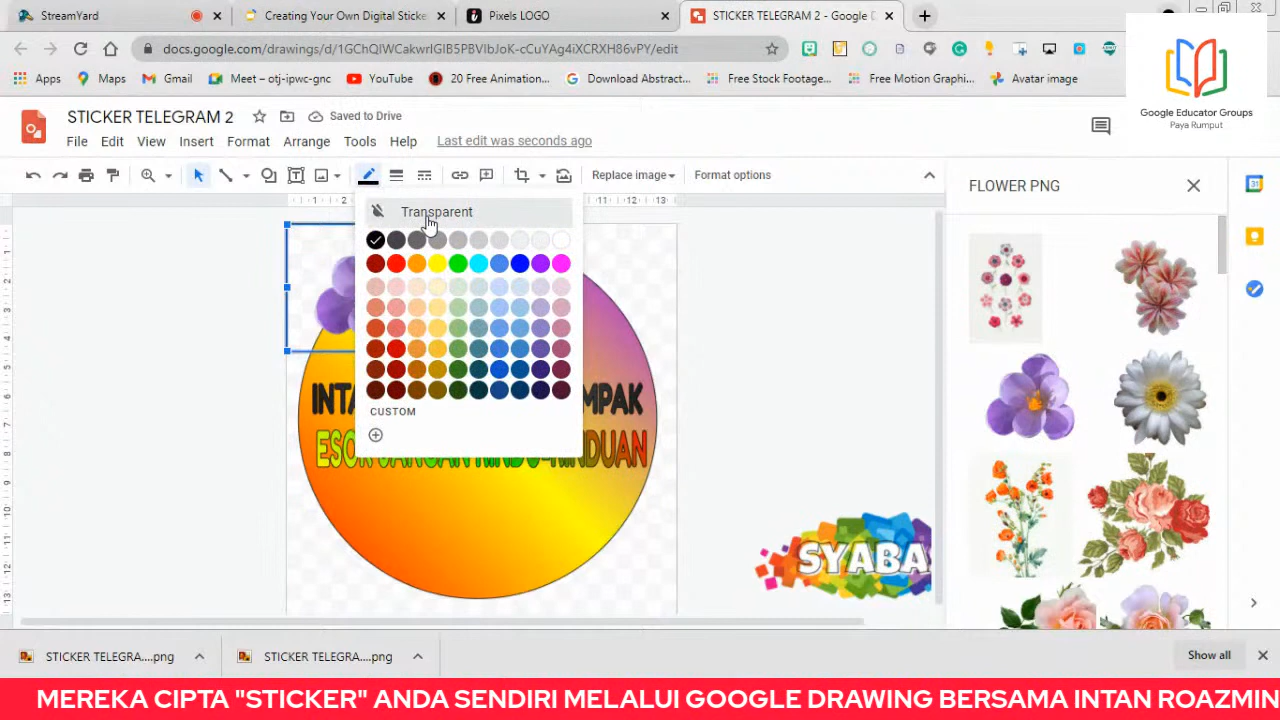 StreamYard
Creating Your Own Digital Sticke
Pixels LOGO
STICKER TELEGRAM 2 - Google D
docs.google.com/drawings/d/1GChQIWCakwrIGIB5PBVlbJoK-cCuYAg4iXCRXH86vPY/edit
Apps
Maps
Gmail
Meet – otj-ipwc-gnc
YouTube
20 Free Animation...
Download Abstract...
Free Stock Footage...
Free Motion Graphi...
Avatar image
Google Educator Groups
Paya Rumput
STICKER TELEGRAM 2
Saved to Drive
File Edit View Insert Format Arrange Tools Help
Last edit was seconds ago
Replace image
Format options
FLOWER PNG
Transparent
CUSTOM
SYABA
STICKER TELEGRA....png
STICKER TELEGRA....png
Show all
MEREKA CIPTA "STICKER" ANDA SENDIRI MELALUI GOOGLE DRAWING BERSAMA INTAN ROAZMIN